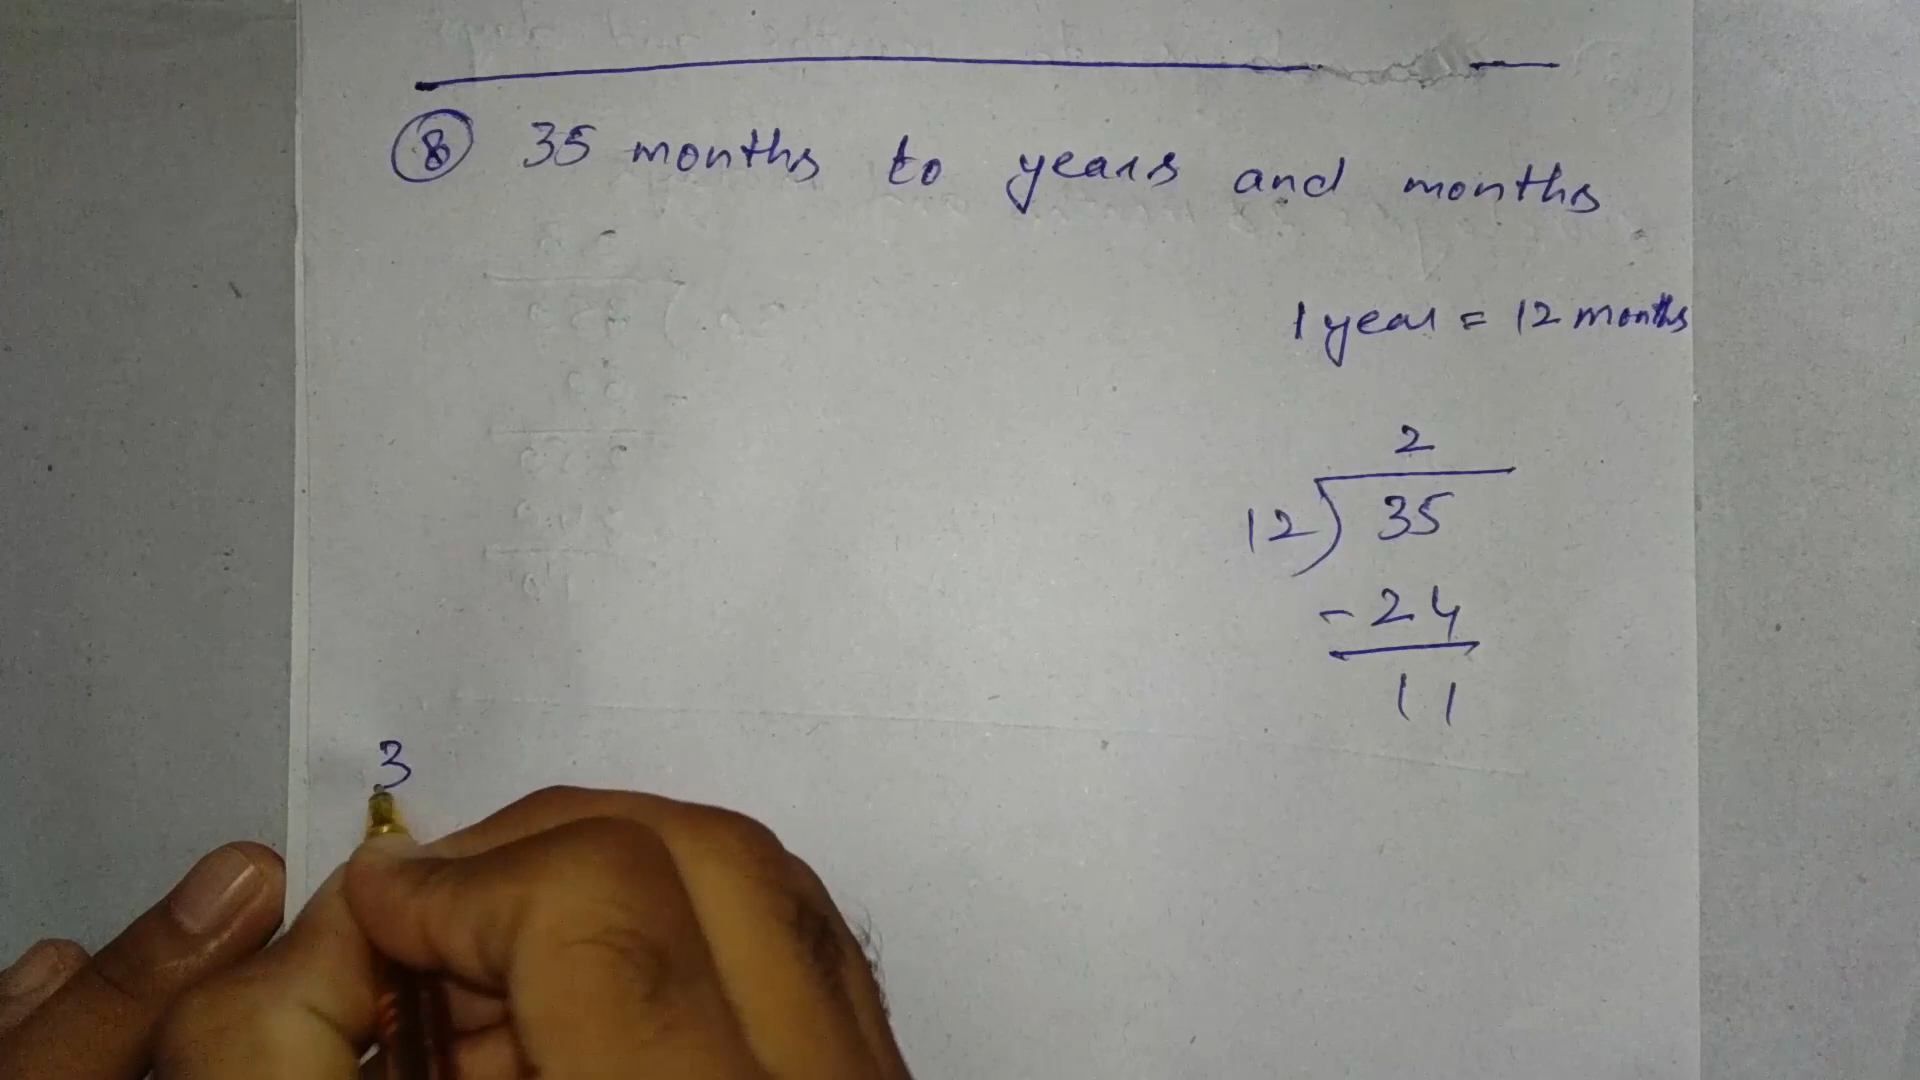 8 35 months to years and months
1 year = 12 months
2
12) 35
- 24
11
3